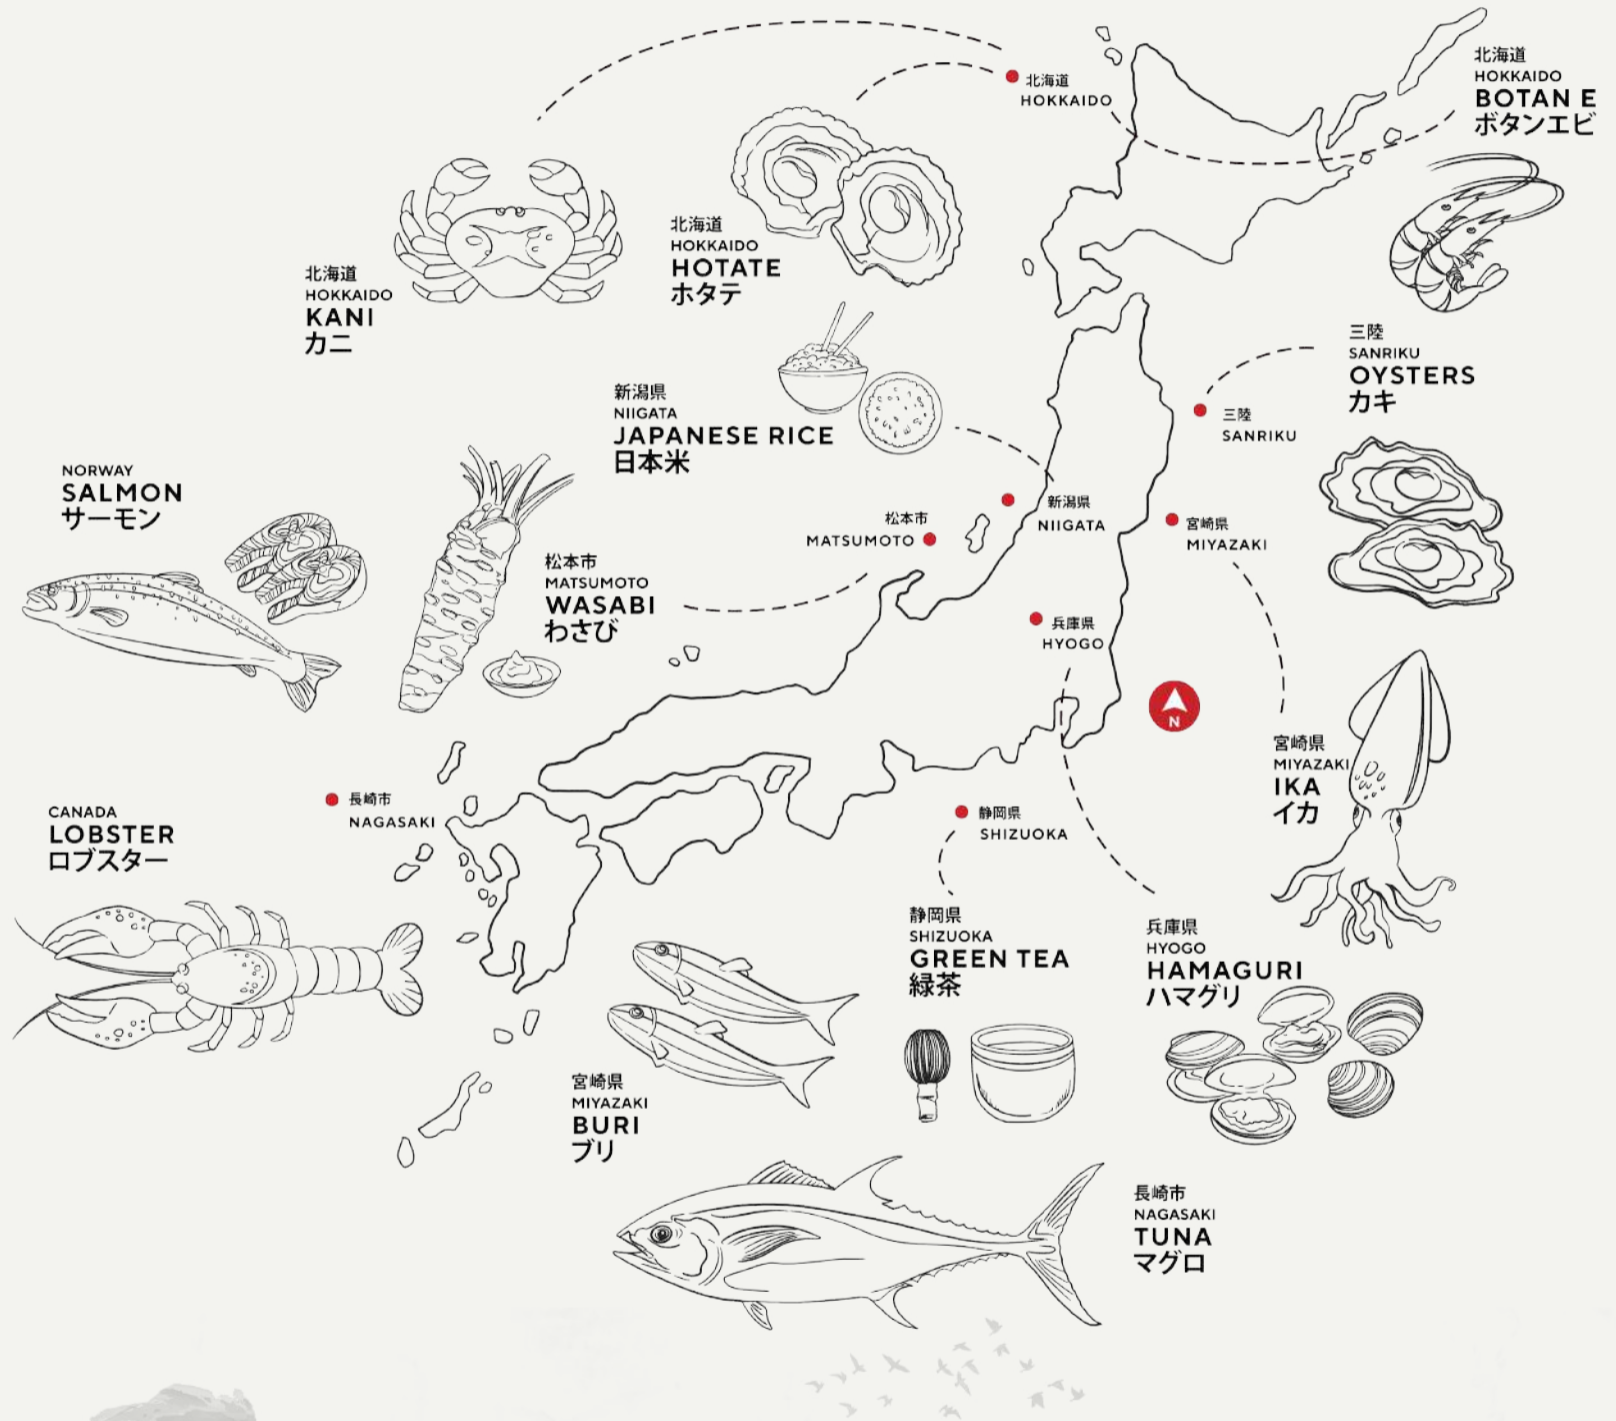 北海道
HOKKAIDO
北海道
HOKKAIDO
BOTAN E
ボタンエビ
北海道
HOKKAIDO
HOTATE
ホタテ
北海道
HOKKAIDO
KANI
カニ
三陸
SANRIKU
OYSTERS
カキ
三陸
SANRIKU
新潟県
NIIGATA
JAPANESE RICE
日本米
NORWAY
SALMON
サーモン
新潟県
NIIGATA
松本市
MATSUMOTO
宮崎県
MIYAZAKI
松本市
MATSUMOTO
WASABI
わさび
兵庫県
HYOGO
N
宮崎県
MIYAZAKI
IKA
イカ
長崎市
NAGASAKI
CANADA
LOBSTER
ロブスター
静岡県
SHIZUOKA
静岡県
SHIZUOKA
GREEN TEA
緑茶
兵庫県
HYOGO
HAMAGURI
ハマグリ
宮崎県
MIYAZAKI
BURI
ブリ
長崎市
NAGASAKI
TUNA
マグロ